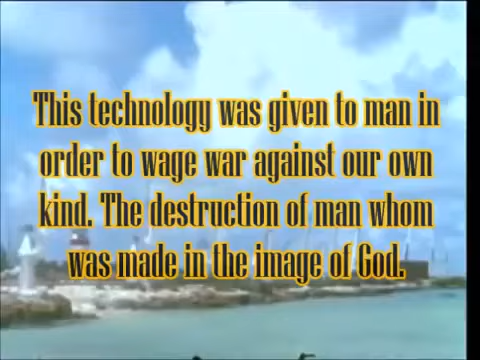 This technology was given to man in
order to wage war against our own
kind. The destruction of man whom
was made in the image of God.